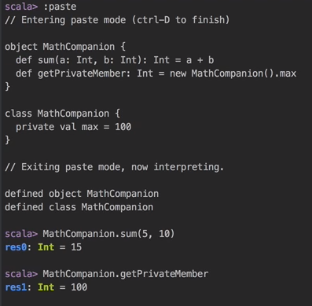 scala> :paste
// Entering paste mode (ctrl-D to finish)
object MathCompanion {
  def sum(a: Int, b: Int): Int = a + b
  def getPrivateMember: Int = new MathCompanion().max
}
class MathCompanion {
  private val max = 100
}
// Exiting paste mode, now interpreting.
defined object MathCompanion
defined class MathCompanion
scala> MathCompanion.sum(5, 10)
res0: Int = 15
scala> MathCompanion.getPrivateMember
res1: Int = 100